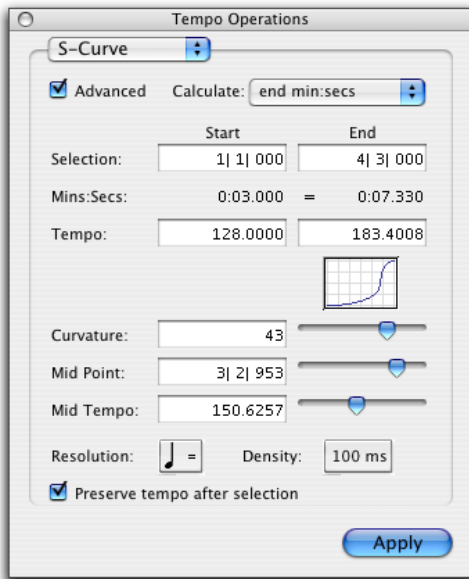 Tempo Operations
S-Curve
Advanced Calculate: end min:secs
Start End
Selection: 1| 1| 000 4| 3| 000
Mins:Secs: 0:03.000 = 0:07.330
Tempo: 128.0000 183.4008
Curvature: 43
Mid Point: 3| 2| 953
Mid Tempo: 150.6257
Resolution: = Density: 100 ms
Preserve tempo after selection
Apply